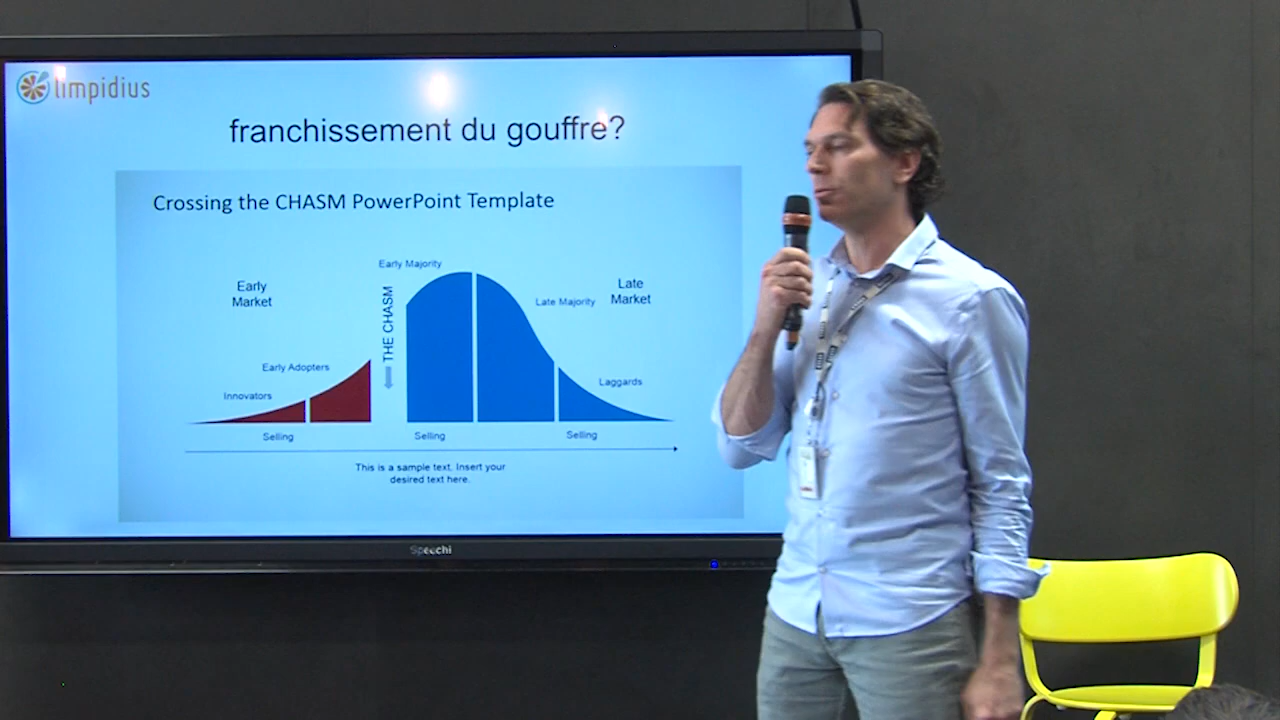 limpidius
franchissement du gouffre?
Crossing the CHASM PowerPoint Template
Early Majority
Early
Market
Late
Market
THE CHASM
Late Majority
Early Adopters
Laggards
Innovators
Selling
Selling
Selling
This is a sample text. Insert your
desired text here.
Speechi